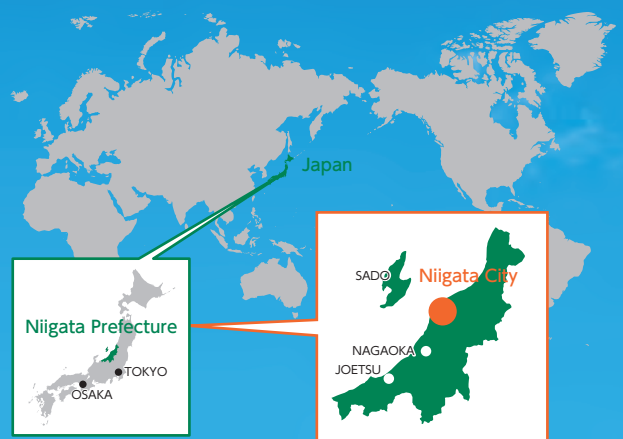 Japan
Niigata Prefecture
TOKYO
OSAKA
SADO
Niigata City
NAGAOKA
JOETSU